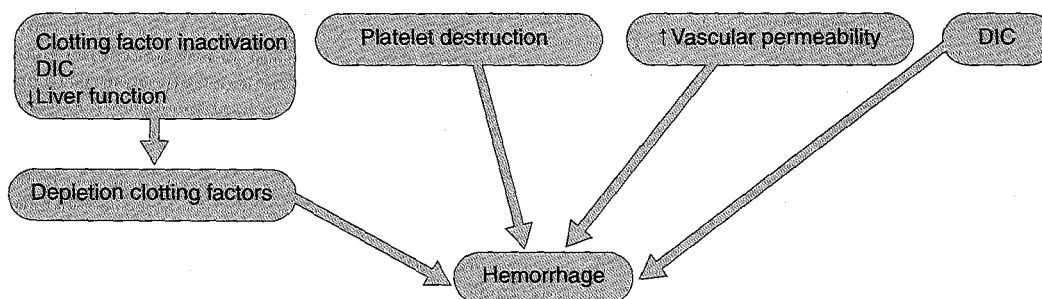 Clotting factor inactivation
DIC
↓Liver function
Platelet destruction
↑Vascular permeability
DIC
Depletion clotting factors
Hemorrhage